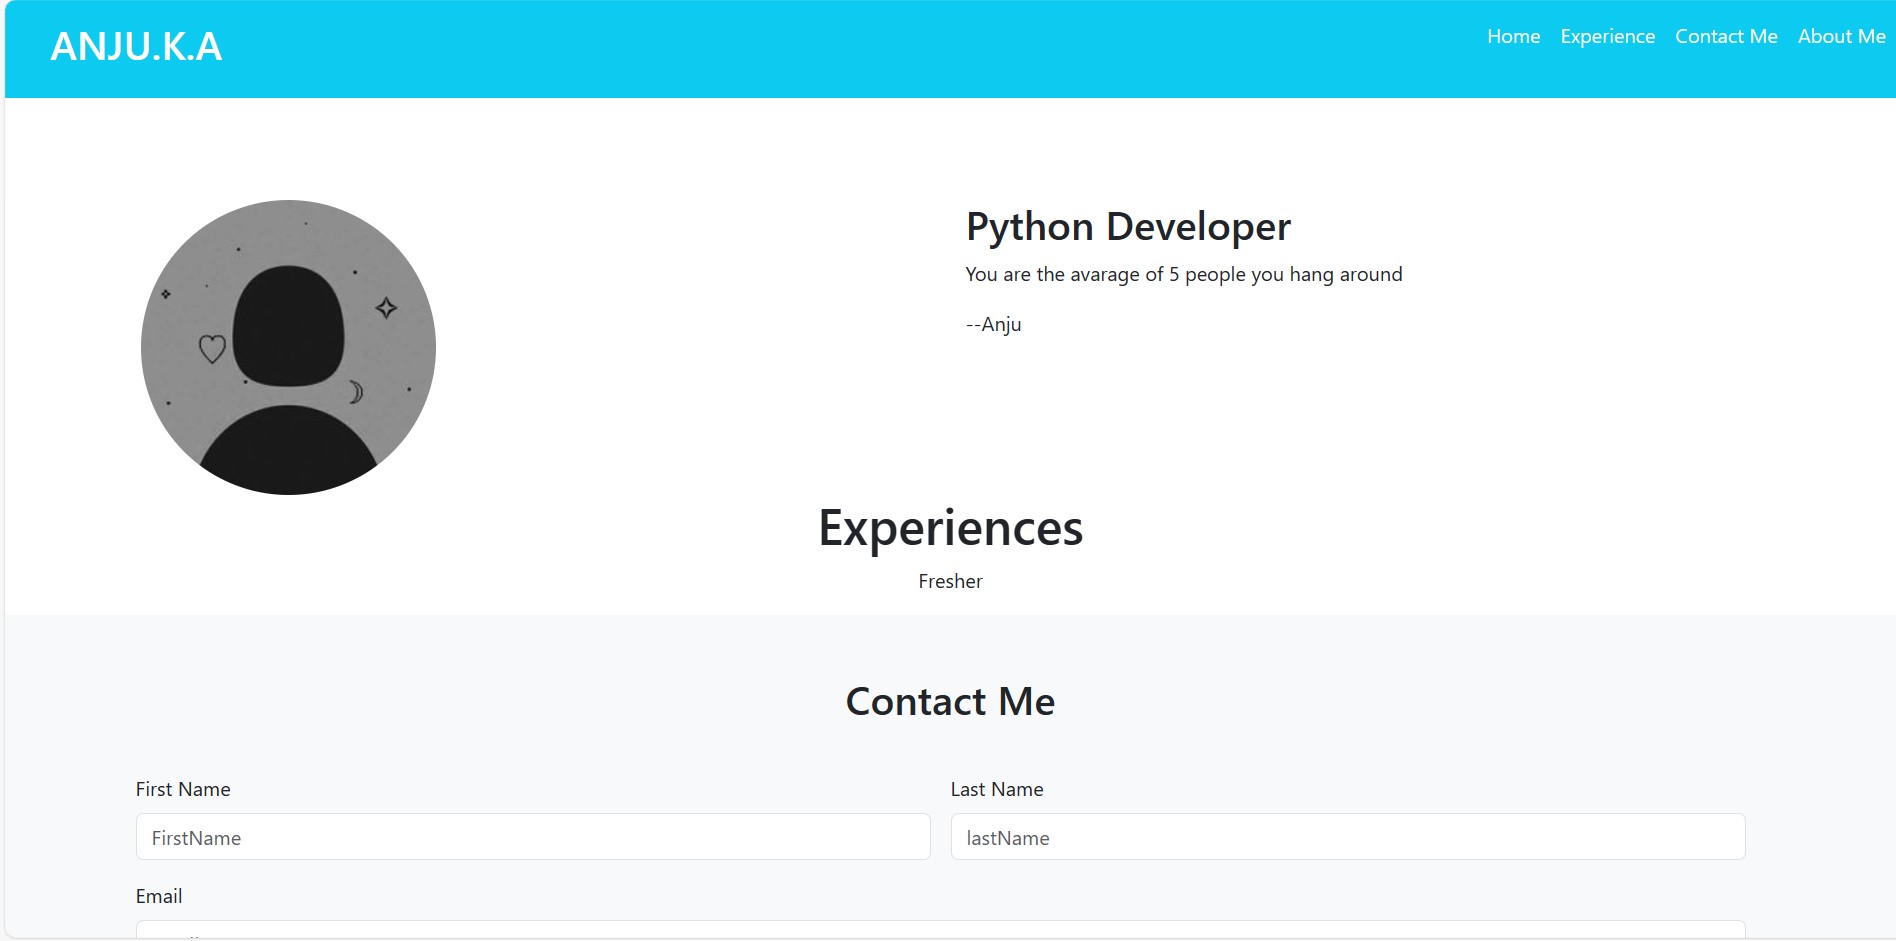 ANJU.K.A
Home Experience Contact Me About Me
Python Developer
You are the avarage of 5 people you hang around
--Anju
Experiences
Fresher
Contact Me
First Name Last Name
FirstName lastName
Email